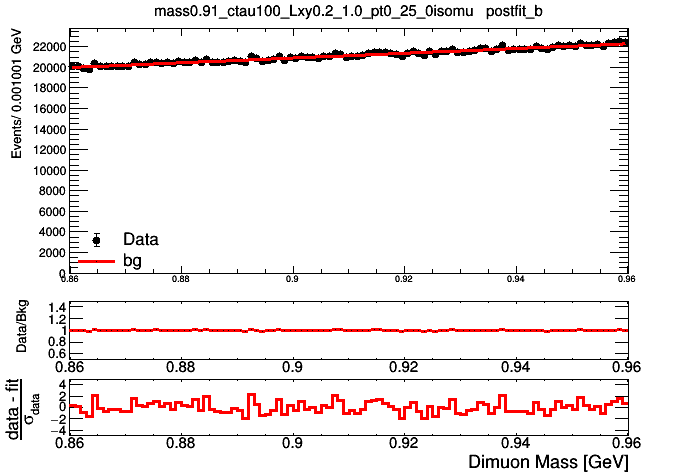 mass0.91_ctau100_Lxy0.2_1.0_pt0_25_0isomu postfit_b
Events/ 0.001001 GeV
22000
20000
18000
16000
14000
12000
10000
8000
6000
4000
2000
0
Data
bg
0.86 0.88 0.9 0.92 0.94 0.96
Data/Bkg
1.4
1.2
1
0.8
0.6
0.86 0.88 0.9 0.92 0.94 0.96
data - fit
σdata
4
2
0
−2
−4
0.86 0.88 0.9 0.92 0.94 0.96
Dimuon Mass [GeV]